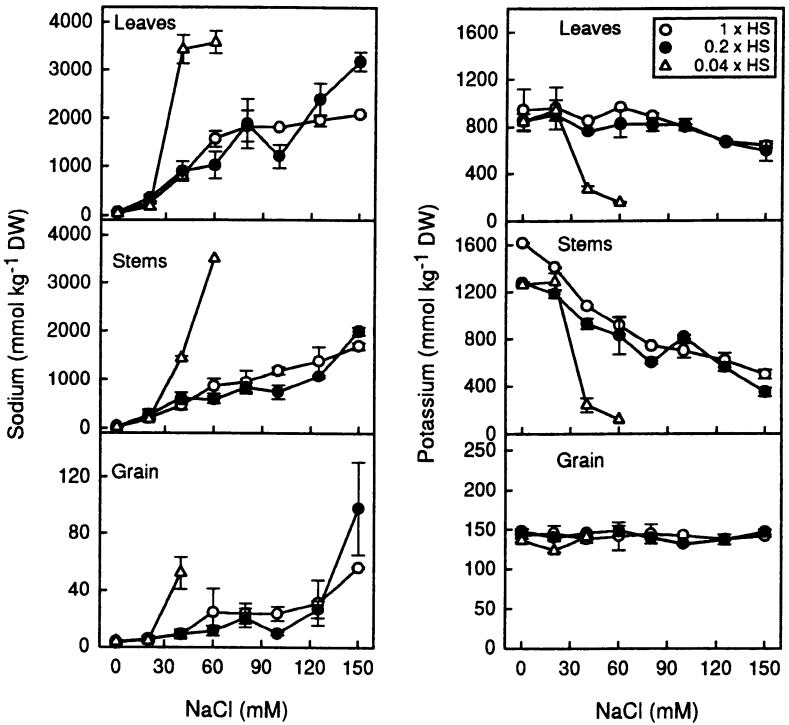 Leaves
4000
3000
2000
1000
0
Stems
4000
3000
2000
1000
0
Grain
120
80
40
0
0 30 60 90 120 150
NaCl (mM)
Sodium (mmol kg-1 DW)
Leaves
1 x HS
0.2 x HS
0.04 x HS
1600
1200
800
400
0
Stems
1600
1200
800
400
0
Grain
250
200
150
100
50
0
0 30 60 90 120 150
NaCl (mM)
Potassium (mmol kg-1 DW)